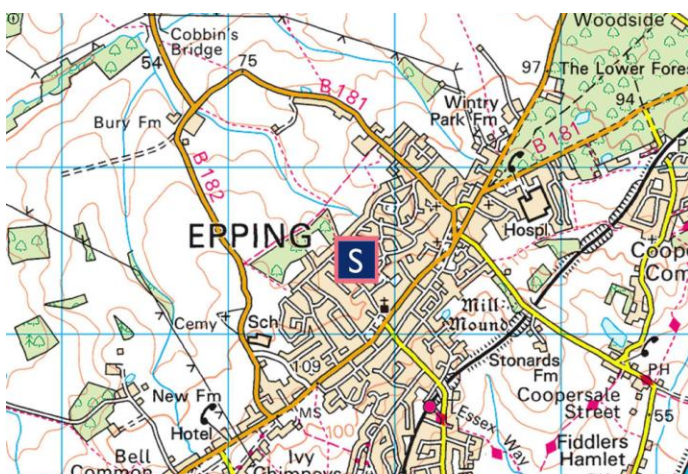 Woodside
Cobbin's
Bridge
54
75
97
The Lower Fores
94
B 181
Wintry
Park Fm
Bury Fm
B 181
B 182
EPPING
S
Hospl
Coope
Com
Mill
Mound
Cemy
Sch
Stonards
Fm
109
PH
New Fm
MS
Coopersale
Street
Hotel
100
Essex Way
55
Bell
Common
Ivy
Chimneys
Fiddlers
Hamlet